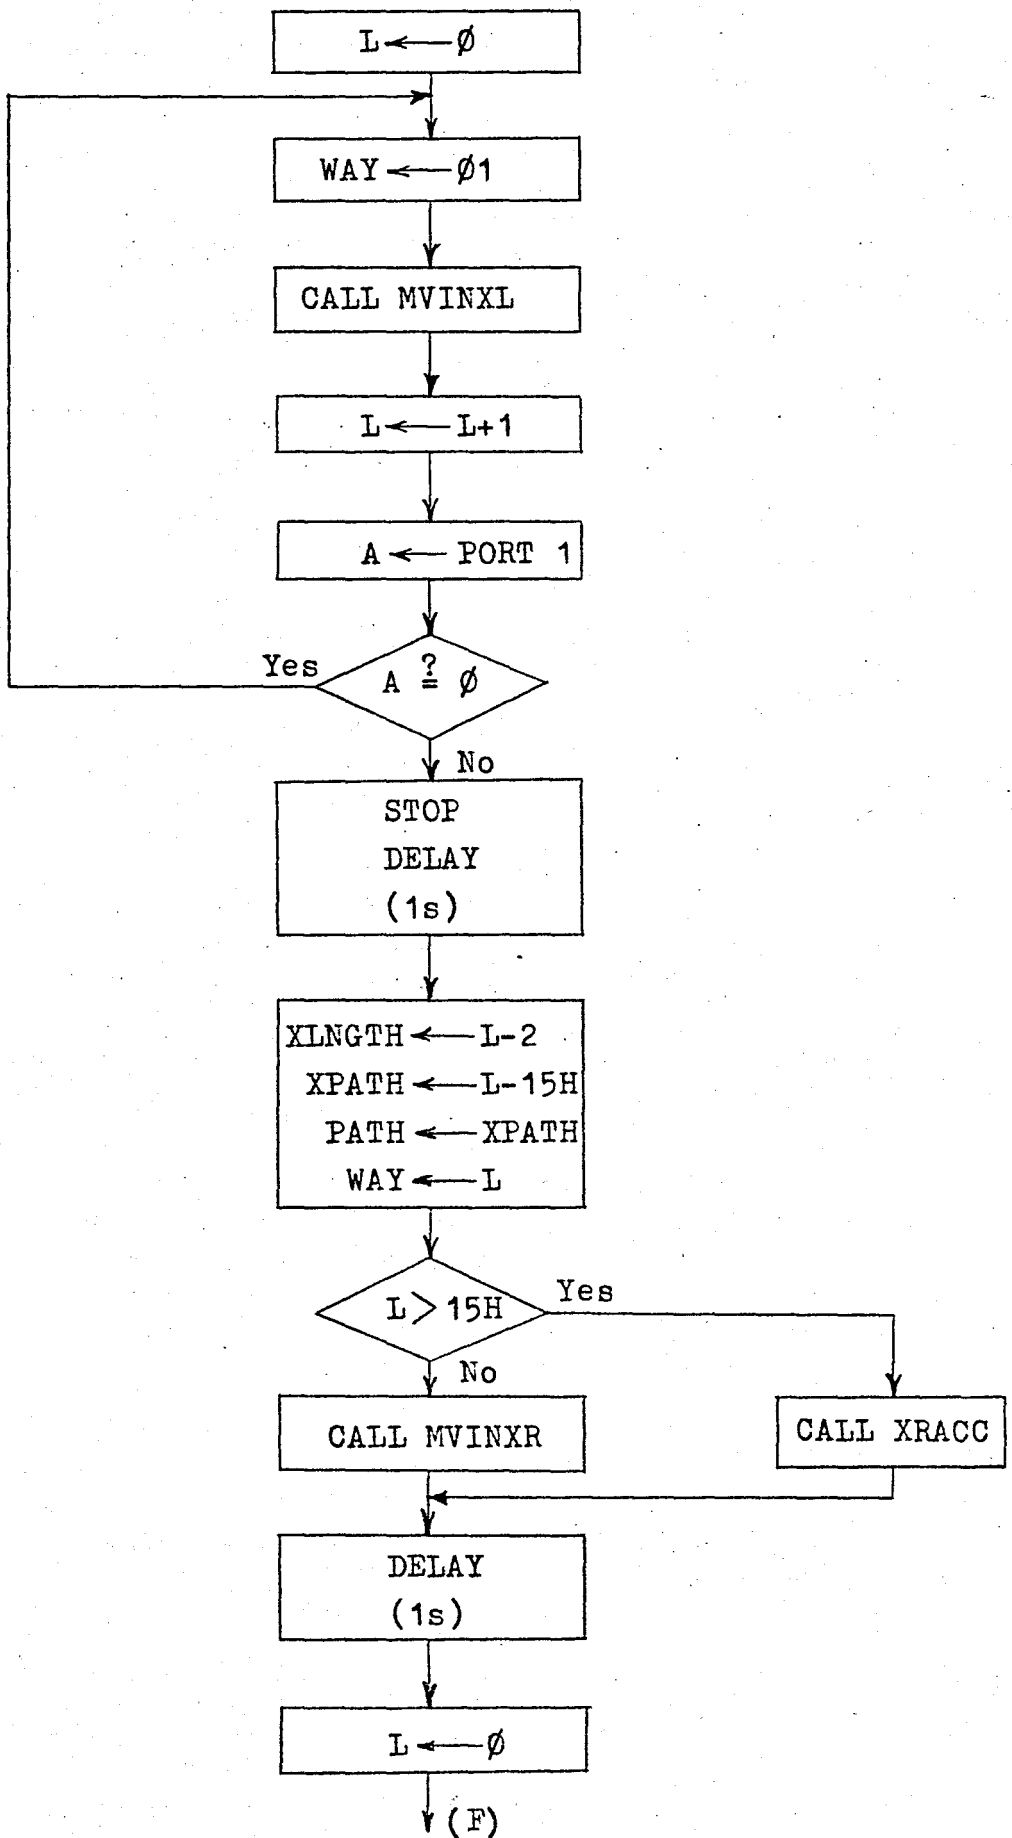 L ← Ø
WAY ← Ø1
CALL MVINXL
L ← L+1
A ← PORT 1
Yes
A ≟ Ø
No
STOP
DELAY
(1s)
XLNGTH ← L-2
XPATH ← L-15H
PATH ← XPATH
WAY ← L
L > 15H
Yes
No
CALL MVINXR
CALL XRACC
DELAY
(1s)
L ← Ø
(F)